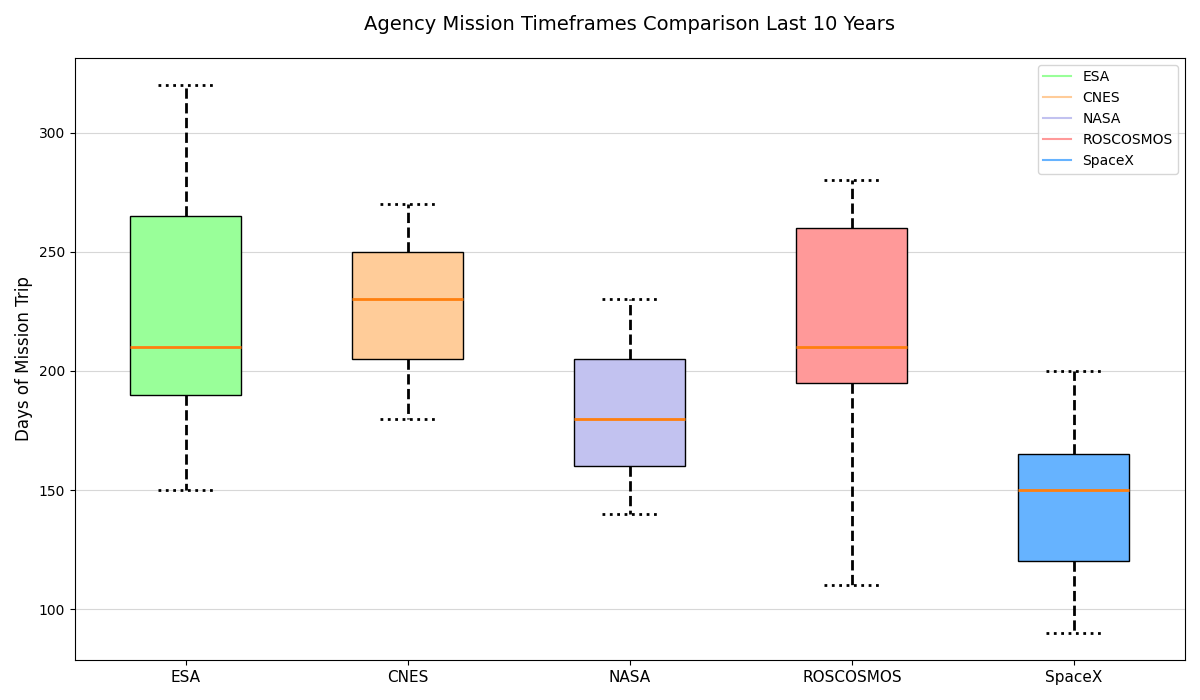 Agency Mission Timeframes Comparison Last 10 Years
ESA
CNES
NASA
ROSCOSMOS
SpaceX
Days of Mission Trip
300
250
200
150
100
ESA
CNES
NASA
ROSCOSMOS
SpaceX